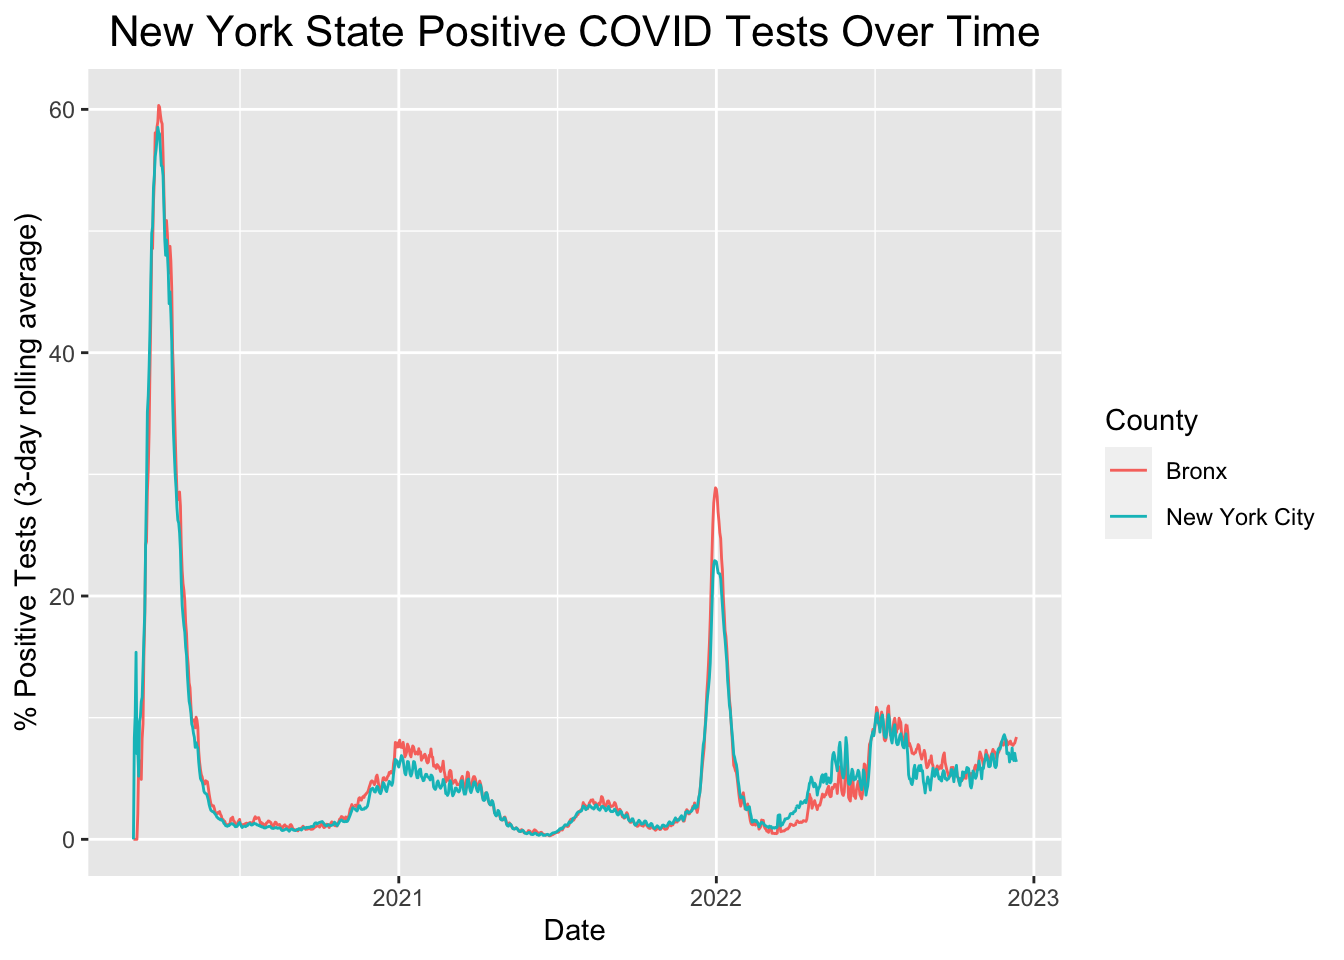 New York State Positive COVID Tests Over Time
% Positive Tests (3-day rolling average)
60
40
20
0
2021
2022
2023
Date
County
Bronx
New York City